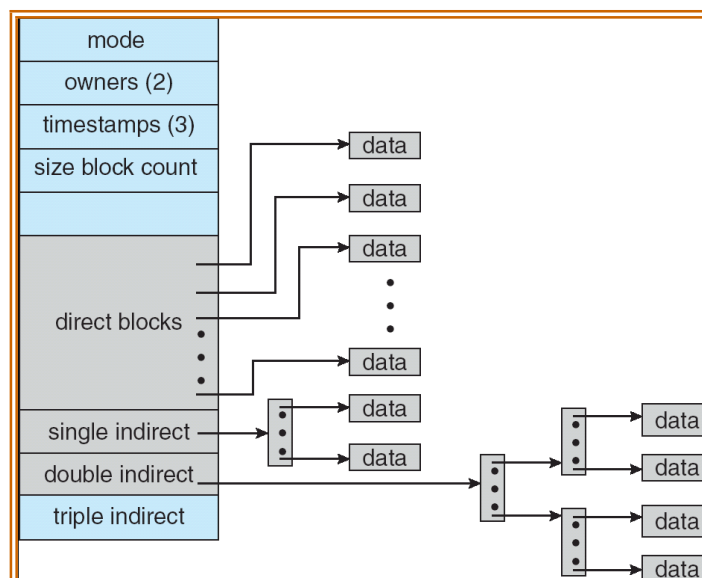 mode
owners (2)
timestamps (3)
size block count
direct blocks
single indirect
double indirect
triple indirect
data
data
data
data
data
data
data
data
data
data